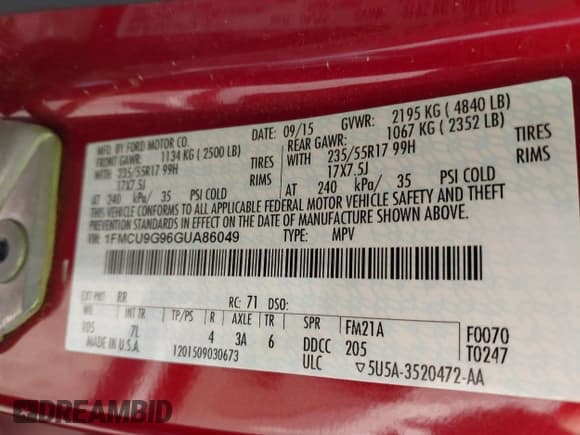 MFD. BY FORD MOTOR CO.
DATE: 09/15 GVWR: 2195 KG ( 4840 LB)
FRONT GAWR: 1134 KG ( 2500 LB) REAR GAWR: 1067 KG ( 2352 LB)
WITH 235/55R17 99H TIRES WITH 235/55R17 99H TIRES
17X7.5J RIMS 17X7.5J RIMS
AT 240 kPa/ 35 PSI COLD AT 240 kPa/ 35 PSI COLD
THIS VEHICLE CONFORMS TO ALL APPLICABLE FEDERAL MOTOR VEHICLE SAFETY AND THEFT
PREVENTION STANDARDS IN EFFECT ON THE DATE OF MANUFACTURE SHOWN ABOVE.
VIN: 1FMCU9G96GUA86049 TYPE: MPV
EXT PNT: RR RC: 71 DSO:
INT TR TP/PS R AXLE TR SPR FM21A F0070
7L 4 3A 6 DDCC 205 T0247
MADE IN U.S.A. 1201509030673 ULC ▽5U5A-3520472-AA
DREAMBID